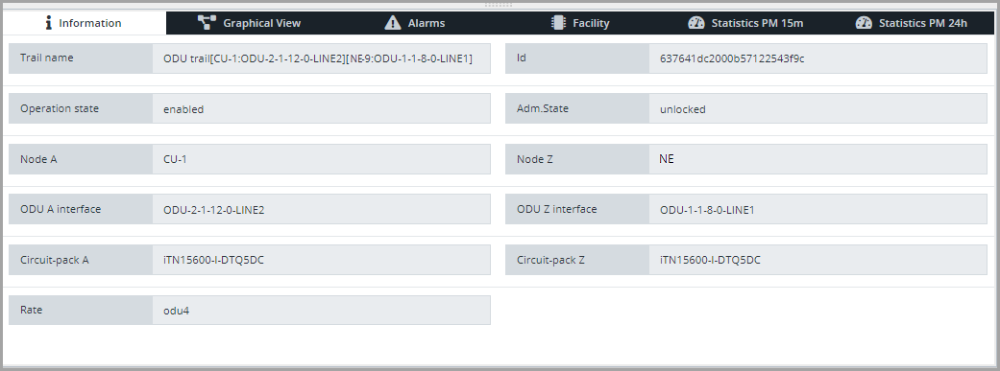 Information Graphical View Alarms Facility Statistics PM 15m Statistics PM 24h
Trail name ODU trail[CU-1:ODU-2-1-12-0-LINE2][NE-9:ODU-1-1-8-0-LINE1] Id 637641dc2000b57122543f9c
Operation state enabled Adm.State unlocked
Node A CU-1 Node Z NE
ODU A interface ODU-2-1-12-0-LINE2 ODU Z interface ODU-1-1-8-0-LINE1
Circuit-pack A iTN15600-I-DTQ5DC Circuit-pack Z iTN15600-I-DTQ5DC
Rate odu4